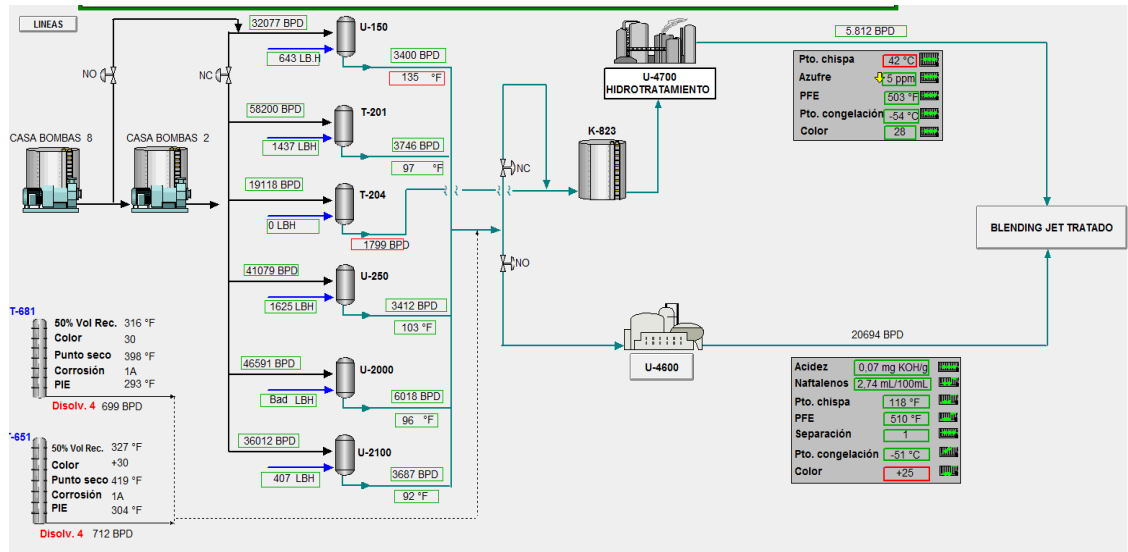 LINEAS
32077 BPD
U-150
643 LB.H
3400 BPD
135 °F
NO
NC
5.812 BPD
U-4700
HIDROTRATAMIENTO
Pto. chispa 42 °C
Azufre 5 ppm
PFE 503 °F
Pto. congelación -54 °C
Color 28
58200 BPD
T-201
1437 LBH
3746 BPD
97 °F
CASA BOMBAS 8
CASA BOMBAS 2
K-823
NC
19118 BPD
T-204
0 LBH
1799 BPD
BLENDING JET TRATADO
NO
41079 BPD
U-250
1625 LBH
3412 BPD
103 °F
T-681
50% Vol Rec. 316 °F
Color 30
Punto seco 398 °F
Corrosión 1A
PIE 293 °F
Disolv. 4 699 BPD
20694 BPD
U-4600
46591 BPD
U-2000
Bad LBH
6018 BPD
96 °F
Acidez 0,07 mg KOH/g
Naftalenos 2,74 mL/100mL
Pto. chispa 118 °F
PFE 510 °F
Separación 1
Pto. congelación -51 °C
Color +25
36012 BPD
U-2100
407 LBH
3687 BPD
92 °F
-651
50% Vol Rec. 327 °F
Color +30
Punto seco 419 °F
Corrosión 1A
PIE 304 °F
Disolv. 4 712 BPD